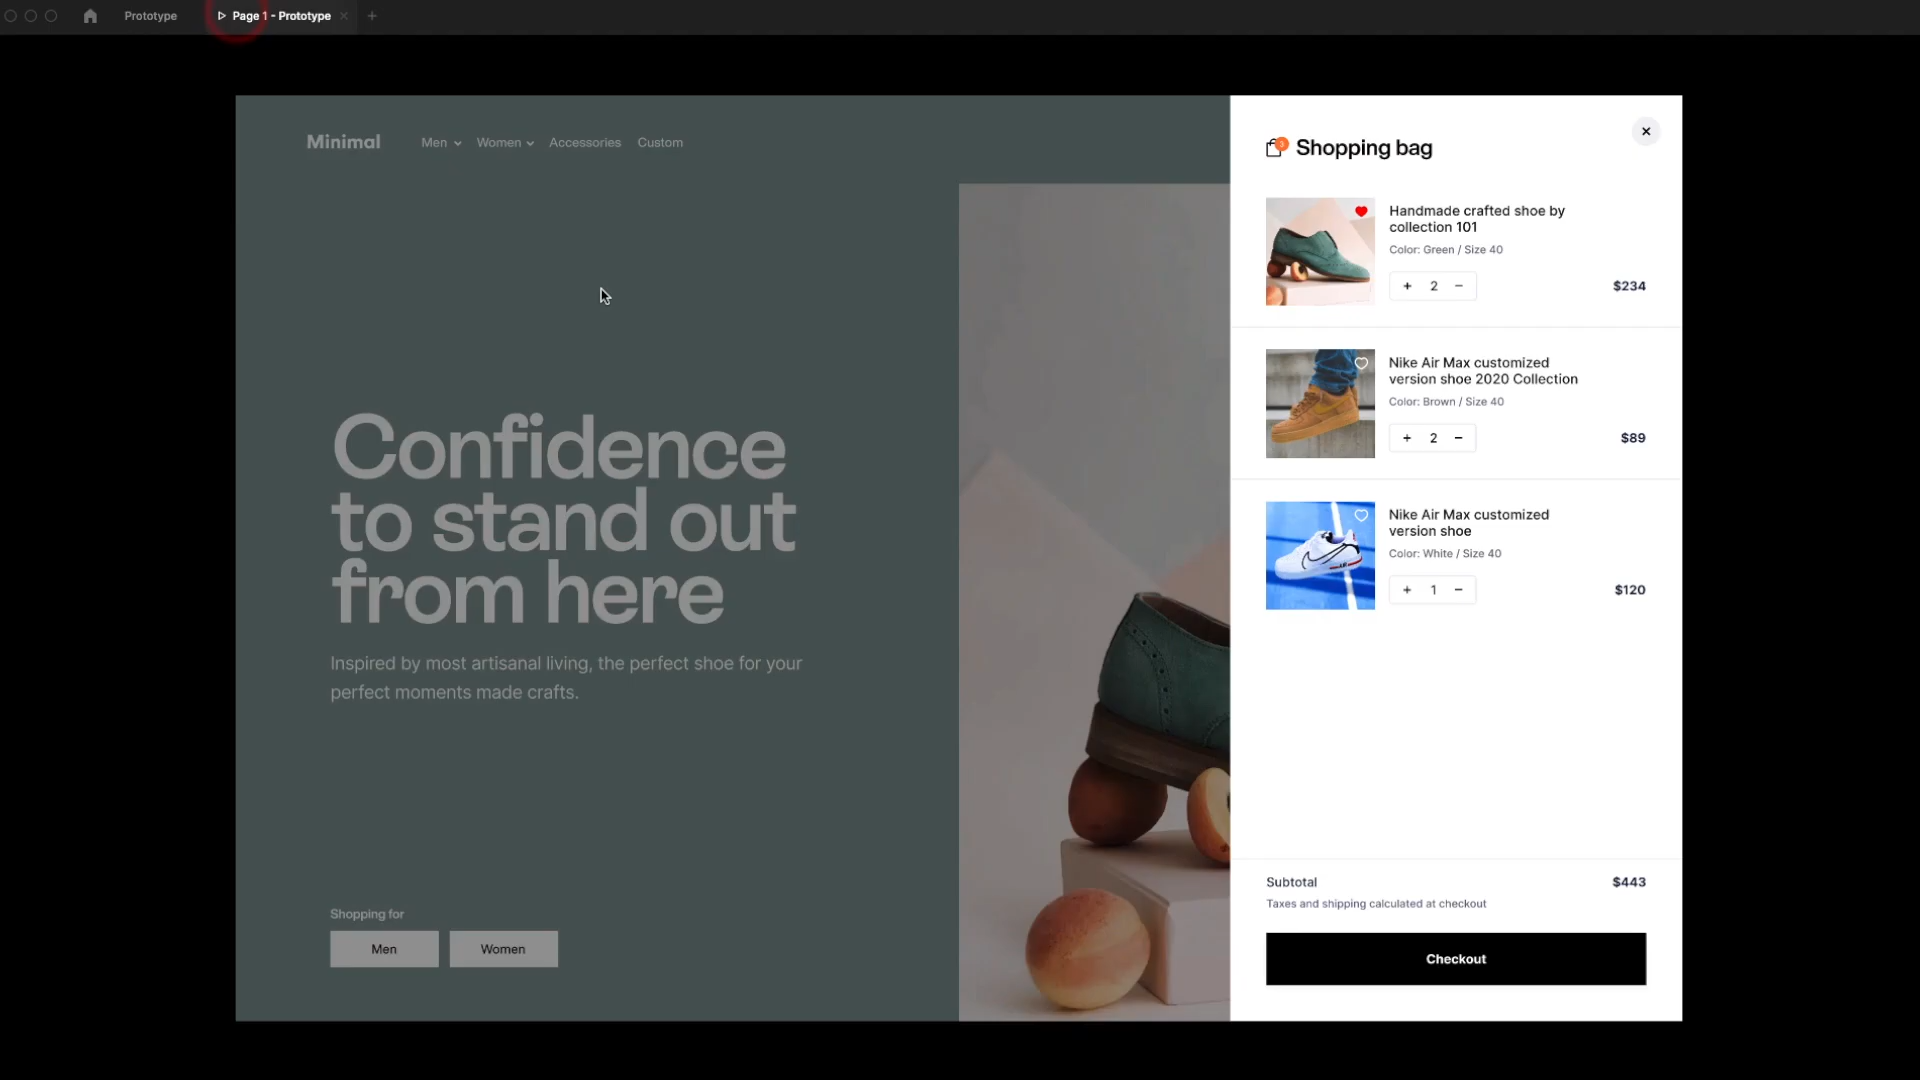 Prototype
Page 1 - Prototype
Minimal
Men
Women
Accessories
Custom
Confidence
to stand out
from here
Inspired by most artisanal living, the perfect shoe for your
perfect moments made crafts.
Shopping for
Men
Women
3
Shopping bag
Handmade crafted shoe by
collection 101
Color: Green / Size 40
+ 2 −
$234
Nike Air Max customized
version shoe 2020 Collection
Color: Brown / Size 40
+ 2 −
$89
Nike Air Max customized
version shoe
Color: White / Size 40
+ 1 −
$120
Subtotal
$443
Taxes and shipping calculated at checkout
Checkout